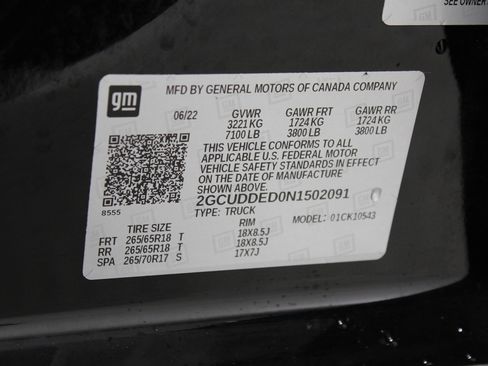 SEE OWNER
gm
MFD BY GENERAL MOTORS OF CANADA COMPANY
06/22 GVWR GAWR FRT GAWR RR
3221 KG 1724 KG 1724 KG
7100 LB 3800 LB 3800 LB
THIS VEHICLE CONFORMS TO ALL
APPLICABLE U.S. FEDERAL MOTOR
VEHICLE SAFETY STANDARDS IN EFFECT
ON THE DATE OF MANUFACTURE
SHOWN ABOVE.
2GCUDDED0N1502091
8555 TYPE: TRUCK MODEL: 01CK10543
TIRE SIZE RIM
FRT 265/65R18 T 18X8.5J
RR 265/65R18 T 18X8.5J
SPA 265/70R17 S 17X7J